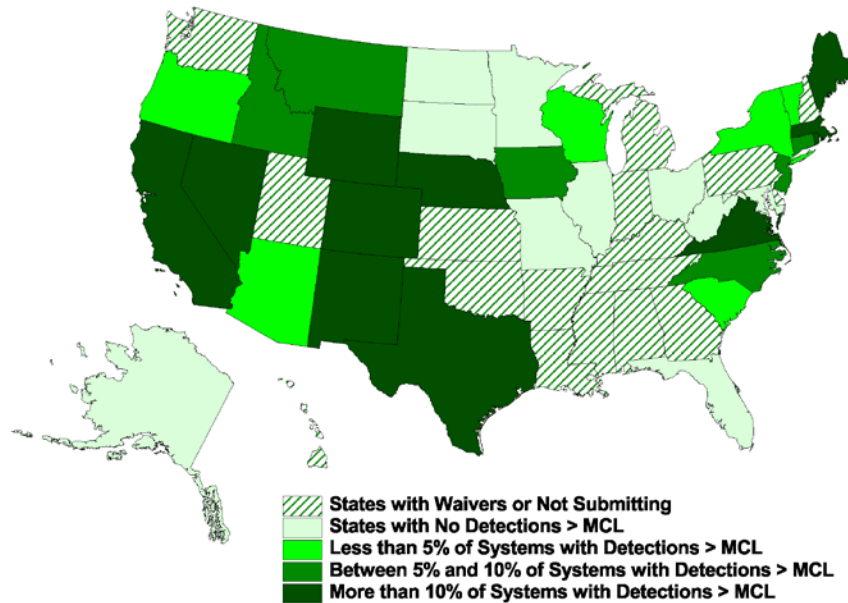 States with Waivers or Not Submitting
States with No Detections > MCL
Less than 5% of Systems with Detections > MCL
Between 5% and 10% of Systems with Detections > MCL
More than 10% of Systems with Detections > MCL